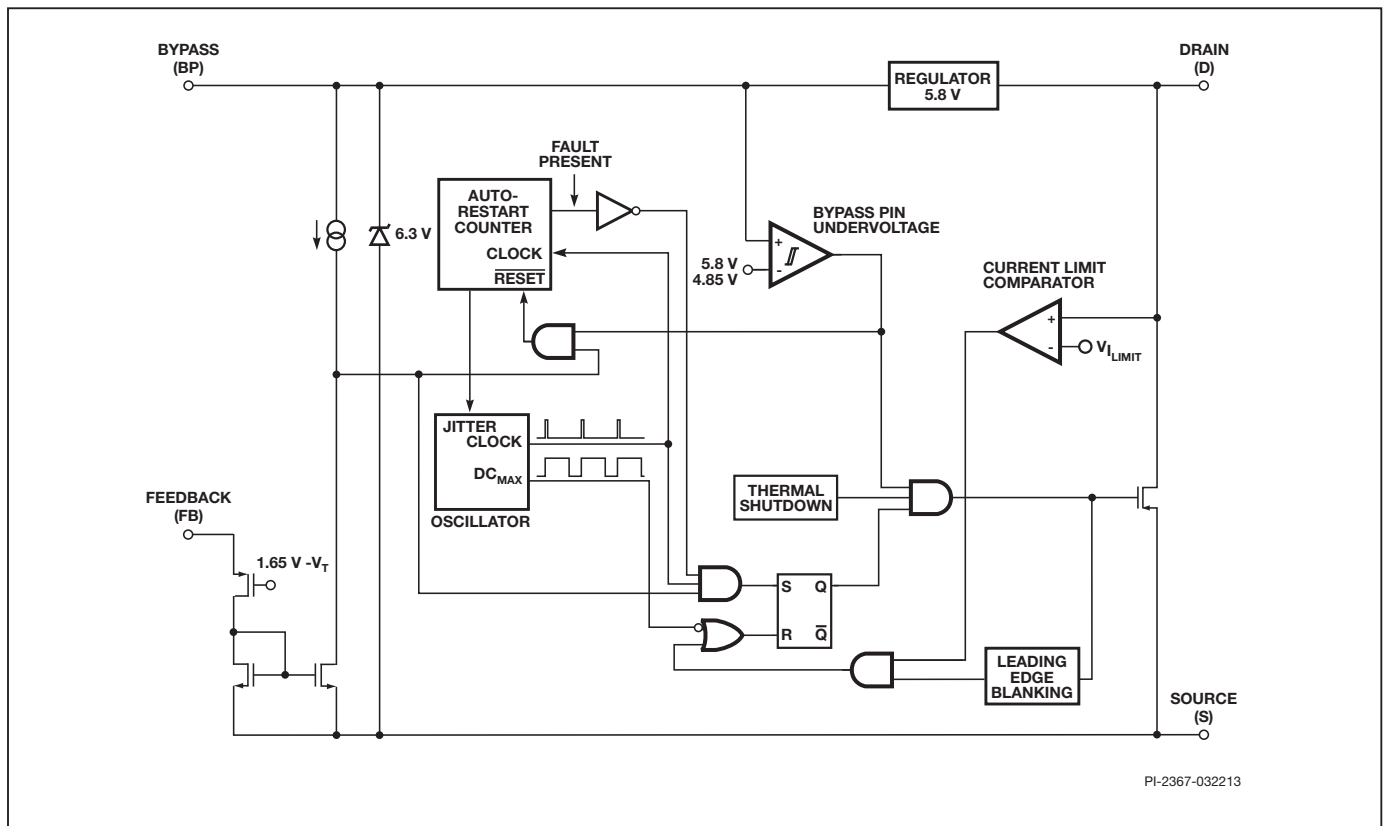 BYPASS
(BP)
DRAIN
(D)
REGULATOR
5.8 V
FAULT
PRESENT
AUTO-
RESTART
COUNTER
CLOCK
RESET
6.3 V
BYPASS PIN
UNDERVOLTAGE
+
-
5.8 V
4.85 V
CURRENT LIMIT
COMPARATOR
+
-
VILIMIT
JITTER
CLOCK
DCMAX
OSCILLATOR
THERMAL
SHUTDOWN
FEEDBACK
(FB)
1.65 V -VT
S Q
R Q
LEADING
EDGE
BLANKING
SOURCE
(S)
PI-2367-032213